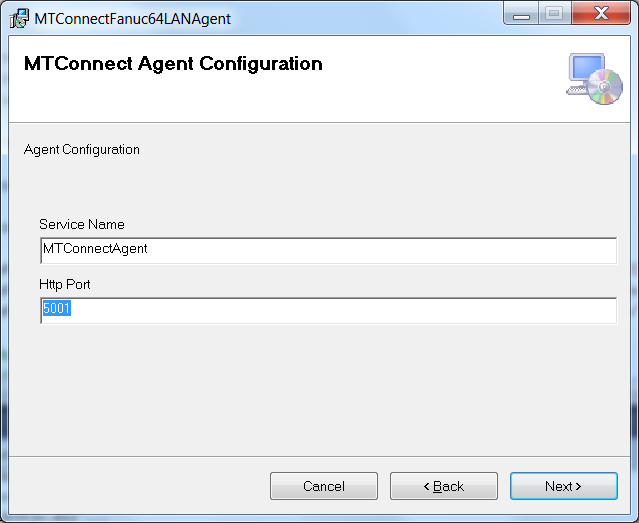 MTConnectFanuc64LANAgent
MTConnect Agent Configuration
Agent Configuration
Service Name
MTConnectAgent
Http Port
5001
Cancel
< Back
Next >